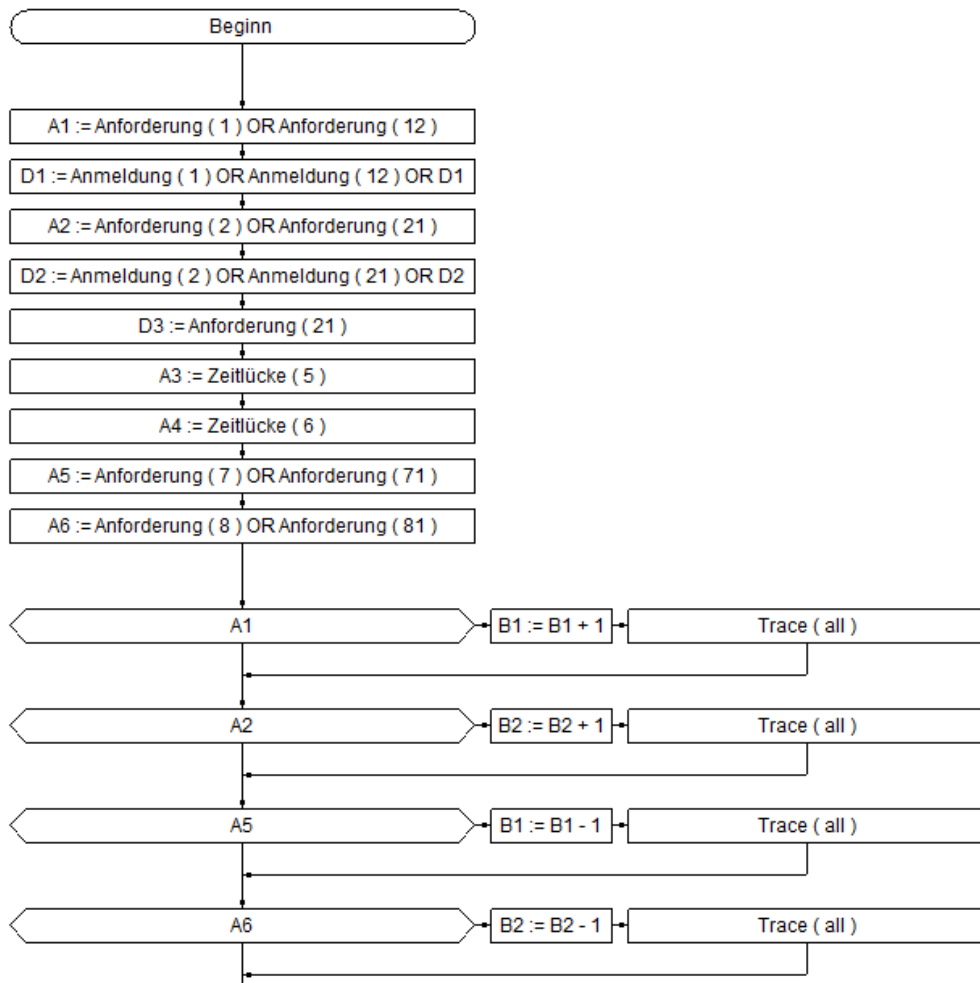 Beginn
A1 := Anforderung ( 1 ) OR Anforderung ( 12 )
D1 := Anmeldung ( 1 ) OR Anmeldung ( 12 ) OR D1
A2 := Anforderung ( 2 ) OR Anforderung ( 21 )
D2 := Anmeldung ( 2 ) OR Anmeldung ( 21 ) OR D2
D3 := Anforderung ( 21 )
A3 := Zeitlücke ( 5 )
A4 := Zeitlücke ( 6 )
A5 := Anforderung ( 7 ) OR Anforderung ( 71 )
A6 := Anforderung ( 8 ) OR Anforderung ( 81 )
A1 B1 := B1 + 1 Trace ( all )
A2 B2 := B2 + 1 Trace ( all )
A5 B1 := B1 - 1 Trace ( all )
A6 B2 := B2 - 1 Trace ( all )